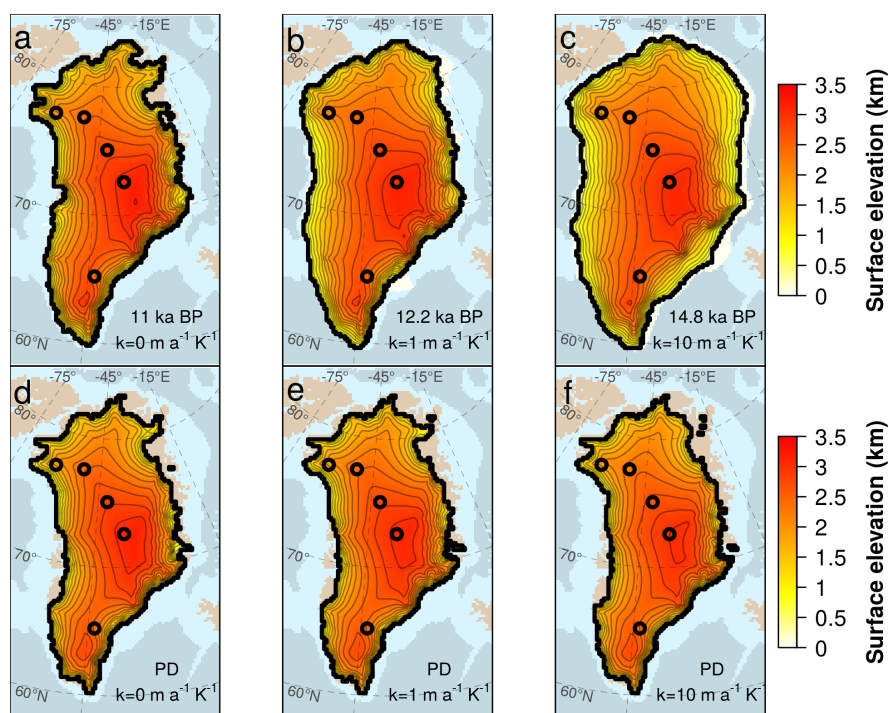 a
-75° -45° -15°E
80°
70°
60°N
11 ka BP
k=0 m a⁻¹ K⁻¹
b
-75° -45° -15°E
80°
70°
60°N
12.2 ka BP
k=1 m a⁻¹ K⁻¹
c
-75° -45° -15°E
80°
70°
60°N
14.8 ka BP
k=10 m a⁻¹ K⁻¹
3.5
3
2.5
2
1.5
1
0.5
0
Surface elevation (km)
d
-75° -45° -15°E
80°
70°
60°N
PD
k=0 m a⁻¹ K⁻¹
e
-75° -45° -15°E
80°
70°
60°N
PD
k=1 m a⁻¹ K⁻¹
f
-75° -45° -15°E
80°
70°
60°N
PD
k=10 m a⁻¹ K⁻¹
3.5
3
2.5
2
1.5
1
0.5
0
Surface elevation (km)